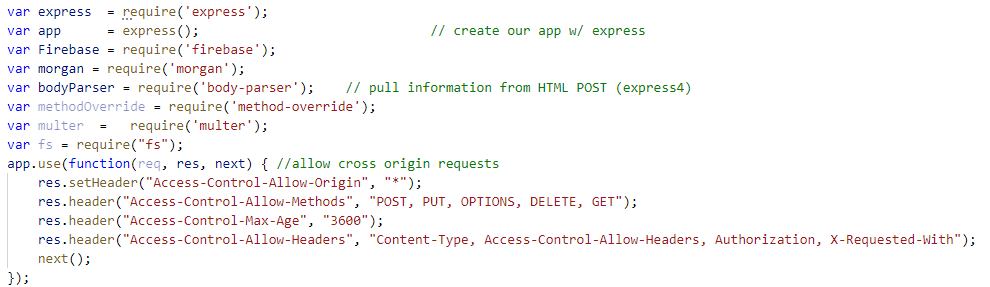 var express  = require('express');
var app      = express();                              // create our app w/ express
var Firebase = require('firebase');
var morgan = require('morgan');
var bodyParser = require('body-parser');    // pull information from HTML POST (express4)
var methodOverride = require('method-override');
var multer  =   require('multer');
var fs = require("fs");
app.use(function(req, res, next) { //allow cross origin requests
    res.setHeader("Access-Control-Allow-Origin", "*");
    res.header("Access-Control-Allow-Methods", "POST, PUT, OPTIONS, DELETE, GET");
    res.header("Access-Control-Max-Age", "3600");
    res.header("Access-Control-Allow-Headers", "Content-Type, Access-Control-Allow-Headers, Authorization, X-Requested-With");
    next();
});